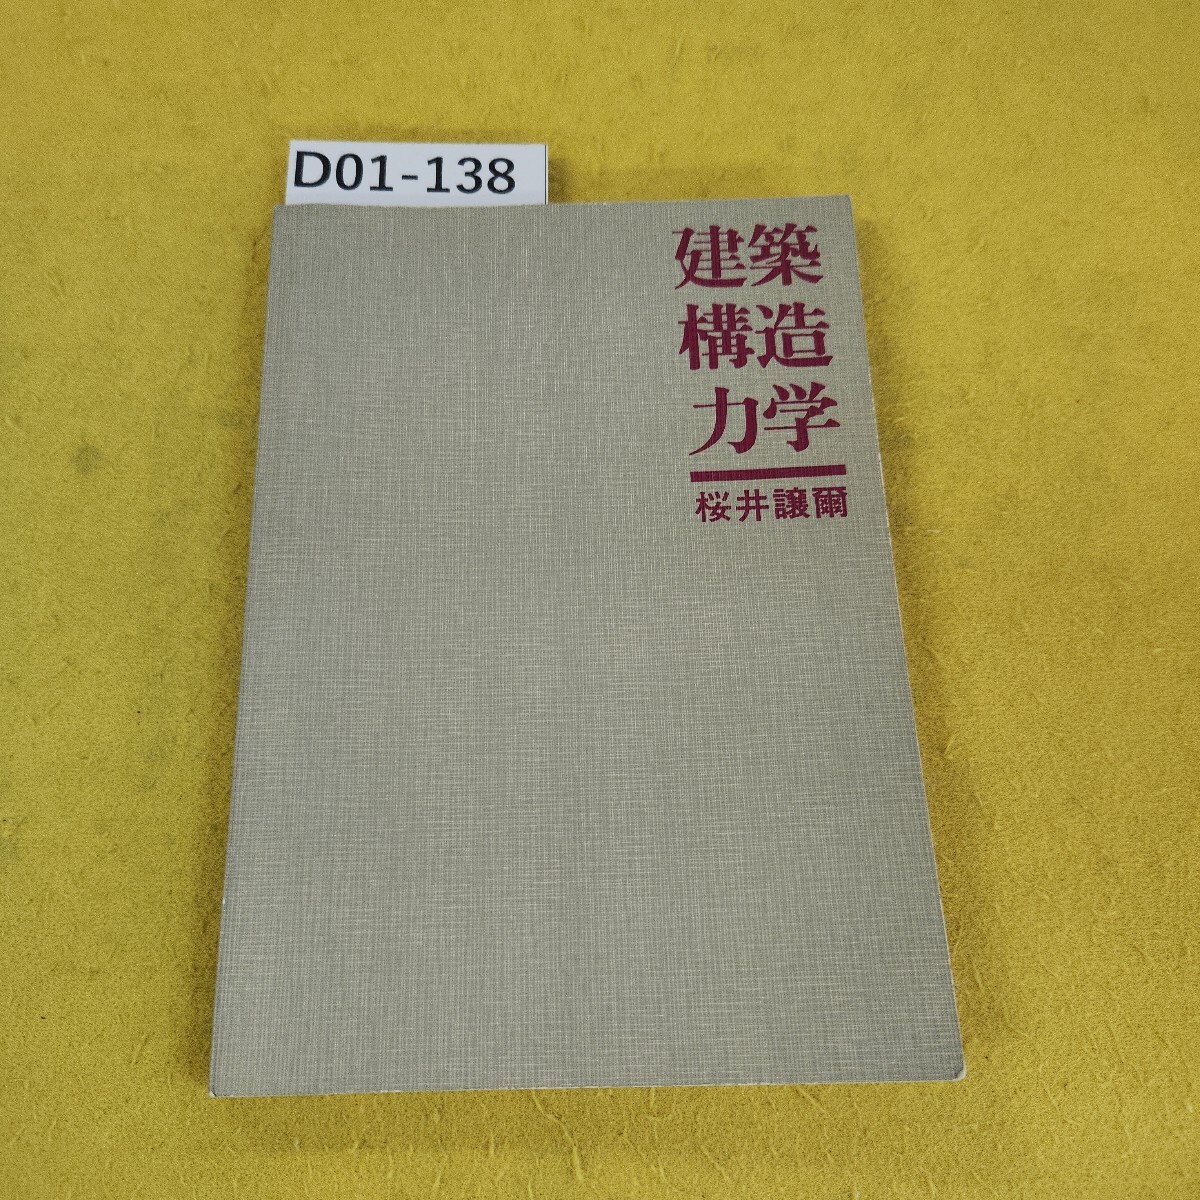 D01-138
建築
構造
力学
桜井譲爾